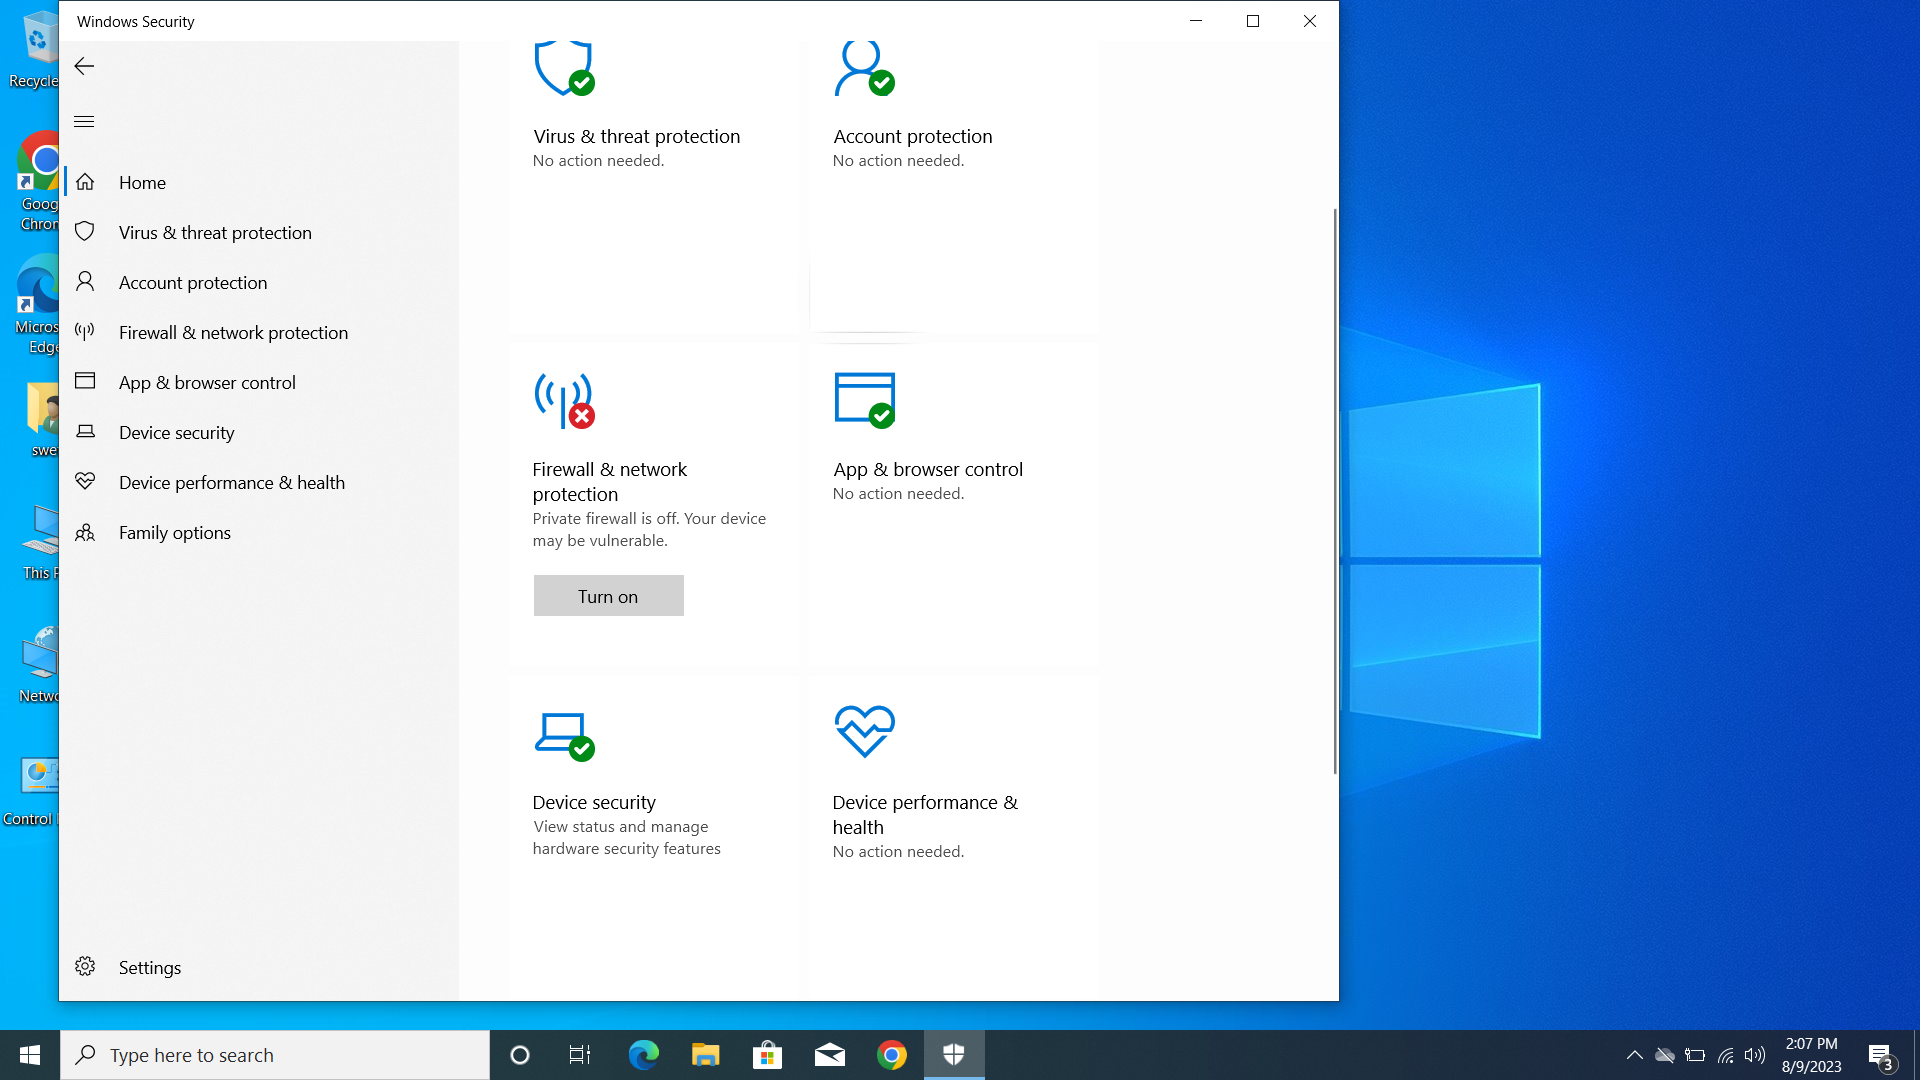 Windows Security
Recycle
Goog
Chron
Micros
Edge
swe
This P
Netwo
Control
Home
Virus & threat protection
Account protection
Firewall & network protection
App & browser control
Device security
Device performance & health
Family options
Settings
Virus & threat protection
No action needed.
Account protection
No action needed.
Firewall & network
protection
Private firewall is off. Your device
may be vulnerable.
Turn on
App & browser control
No action needed.
Device security
View status and manage
hardware security features
Device performance &
health
No action needed.
Type here to search
2:07 PM
8/9/2023
3